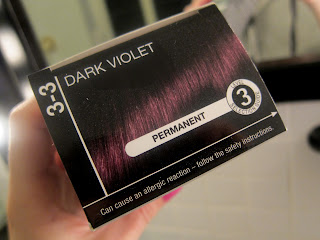 3-3
DARK VIOLET
PERMANENT
3
Can cause an allergic reaction - follow the safety instructions.